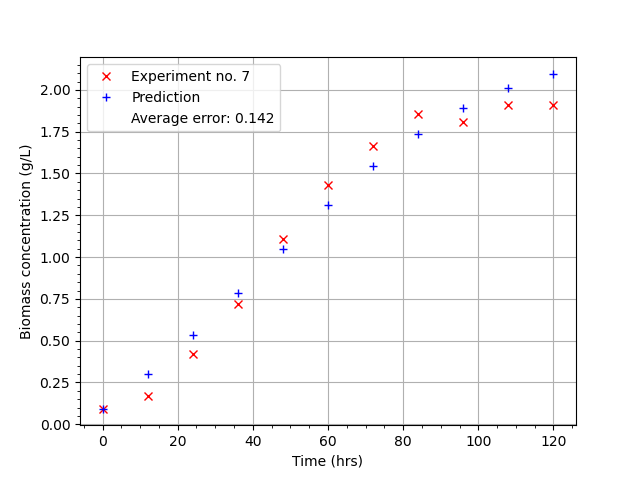 Experiment no. 7
Prediction
Average error: 0.142
2.00
1.75
1.50
1.25
1.00
0.75
0.50
0.25
0.00
Biomass concentration (g/L)
0 20 40 60 80 100 120
Time (hrs)